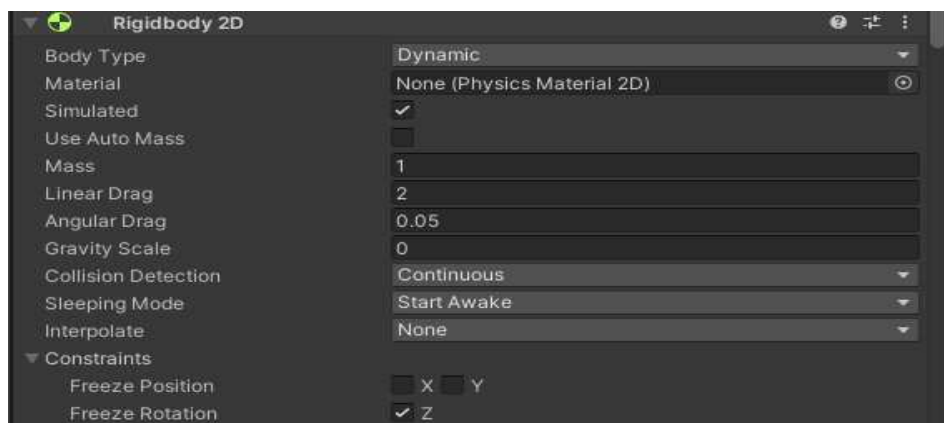 Rigidbody 2D
Body Type Dynamic
Material None (Physics Material 2D)
Simulated
Use Auto Mass
Mass 1
Linear Drag 2
Angular Drag 0.05
Gravity Scale 0
Collision Detection Continuous
Sleeping Mode Start Awake
Interpolate None
Constraints
Freeze Position X Y
Freeze Rotation Z